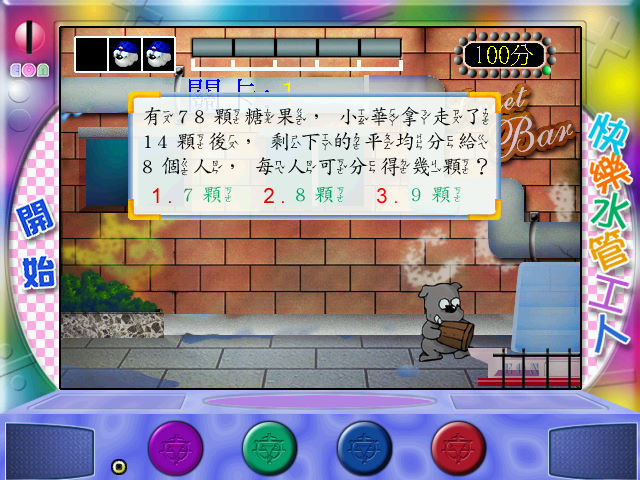 100分
有78顆糖果，小華拿走了
14顆後，剩下的平均分給
8個人，每人可分得幾顆？
1.7顆 2.8顆 3.9顆
Bar
開始
快樂水管工人